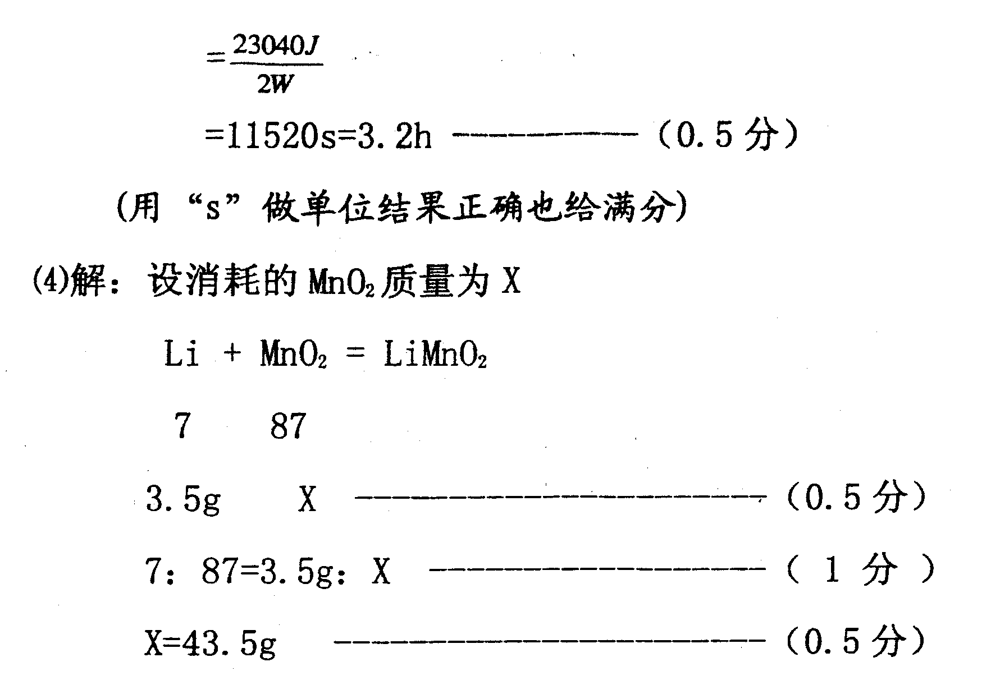 =23040J/2W
=11520s=3.2h ---------- (0.5分)
(用 “s” 做单位结果正确也给满分)
(4)解：设消耗的 MnO₂质量为 X
Li + MnO₂ = LiMnO₂
7 87
3.5g X ---------------------- (0.5分)
7：87=3.5g：X ------------------ ( 1 分 )
X=43.5g ----------------------- (0.5分)